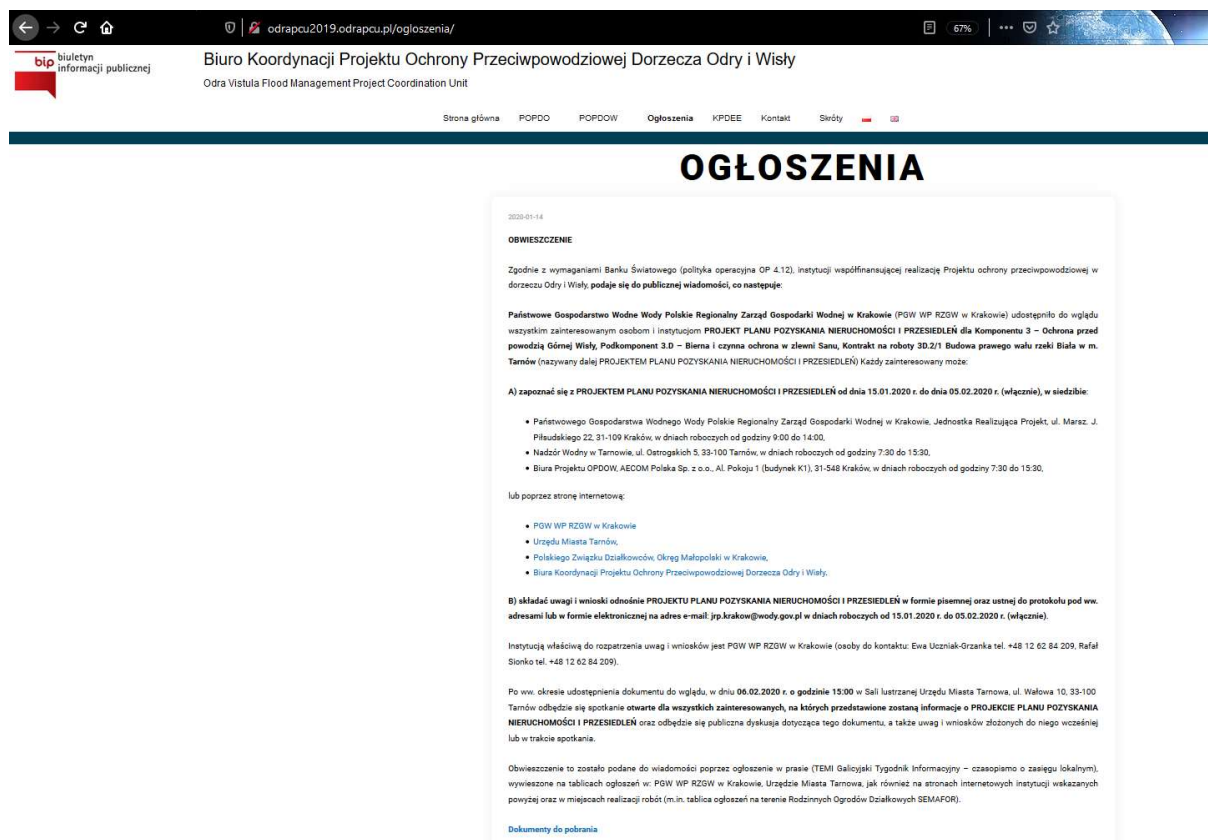 odrapcu2019.odrapcu.pl/ogloszenia/
67%
bip biuletyn
informacji publicznej
Biuro Koordynacji Projektu Ochrony Przeciwpowodziowej Dorzecza Odry i Wisły
Odra Vistula Flood Management Project Coordination Unit
Strona główna POPDO POPDOW Ogłoszenia KPDEE Kontakt Skróty
OGŁOSZENIA
2020-01-14
OBWIESZCZENIE
Zgodnie z wymaganiami Banku Światowego (polityka operacyjna OP 4.12), instytucji współfinansującej realizację Projektu ochrony przeciwpowodziowej w
dorzeczu Odry i Wisły, podaje się do publicznej wiadomości, co następuje:
Państwowe Gospodarstwo Wodne Wody Polskie Regionalny Zarząd Gospodarki Wodnej w Krakowie (PGW WP RZGW w Krakowie) udostępniło do wglądu
wszystkim zainteresowanym osobom i instytucjom PROJEKT PLANU POZYSKANIA NIERUCHOMOŚCI I PRZESIEDLEŃ dla Komponentu 3 – Ochrona przed
powodzią Górnej Wisły, Podkomponent 3.D – Bierna i czynna ochrona w zlewni Sanu, Kontrakt na roboty 3D.2/1 Budowa prawego wału rzeki Biała w m.
Tarnów (nazywany dalej PROJEKTEM PLANU POZYSKANIA NIERUCHOMOŚCI I PRZESIEDLEŃ) Każdy zainteresowany może:
A) zapoznać się z PROJEKTEM PLANU POZYSKANIA NIERUCHOMOŚCI I PRZESIEDLEŃ od dnia 15.01.2020 r. do dnia 05.02.2020 r. (włącznie), w siedzibie:
• Państwowego Gospodarstwa Wodnego Wody Polskie Regionalny Zarząd Gospodarki Wodnej w Krakowie, Jednostka Realizująca Projekt, ul. Marsz. J.
Piłsudskiego 22, 31-109 Kraków, w dniach roboczych od godziny 9:00 do 14:00,
• Nadzór Wodny w Tarnowie, ul. Ostrogskich 5, 33-100 Tarnów, w dniach roboczych od godziny 7:30 do 15:30,
• Biura Projektu OPDOW, AECOM Polska Sp. z o.o., Al. Pokoju 1 (budynek K1), 31-548 Kraków, w dniach roboczych od godziny 7:30 do 15:30,
lub poprzez stronę internetową:
• PGW WP RZGW w Krakowie
• Urzędu Miasta Tarnów,
• Polskiego Związku Działkowców, Okręg Małopolski w Krakowie,
• Biura Koordynacji Projektu Ochrony Przeciwpowodziowej Dorzecza Odry i Wisły,
B) składać uwagi i wnioski odnośnie PROJEKTU PLANU POZYSKANIA NIERUCHOMOŚCI I PRZESIEDLEŃ w formie pisemnej oraz ustnej do protokołu pod ww.
adresami lub w formie elektronicznej na adres e-mail: jrp.krakow@wody.gov.pl w dniach roboczych od 15.01.2020 r. do 05.02.2020 r. (włącznie).
Instytucją właściwą do rozpatrzenia uwag i wniosków jest PGW WP RZGW w Krakowie (osoby do kontaktu: Ewa Uczniak-Grzanka tel. +48 12 62 84 209, Rafał
Sionko tel. +48 12 62 84 209).
Po ww. okresie udostępnienia dokumentu do wglądu, w dniu 06.02.2020 r. o godzinie 15:00 w Sali lustrzanej Urzędu Miasta Tarnowa, ul. Wałowa 10, 33-100
Tarnów odbędzie się spotkanie otwarte dla wszystkich zainteresowanych, na których przedstawione zostaną informacje o PROJEKCIE PLANU POZYSKANIA
NIERUCHOMOŚCI I PRZESIEDLEŃ oraz odbędzie się publiczna dyskusja dotycząca tego dokumentu, a także uwag i wniosków złożonych do niego wcześniej
lub w trakcie spotkania.
Obwieszczenie to zostało podane do wiadomości poprzez ogłoszenie w prasie (TEMI Galicyjski Tygodnik Informacyjny – czasopismo o zasięgu lokalnym),
wywieszone na tablicach ogłoszeń w: PGW WP RZGW w Krakowie, Urzędzie Miasta Tarnowa, jak również na stronach internetowych instytucji wskazanych
powyżej oraz w miejscach realizacji robót (m.in. tablica ogłoszeń na terenie Rodzinnych Ogrodów Działkowych SEMAFOR).
Dokumenty do pobrania